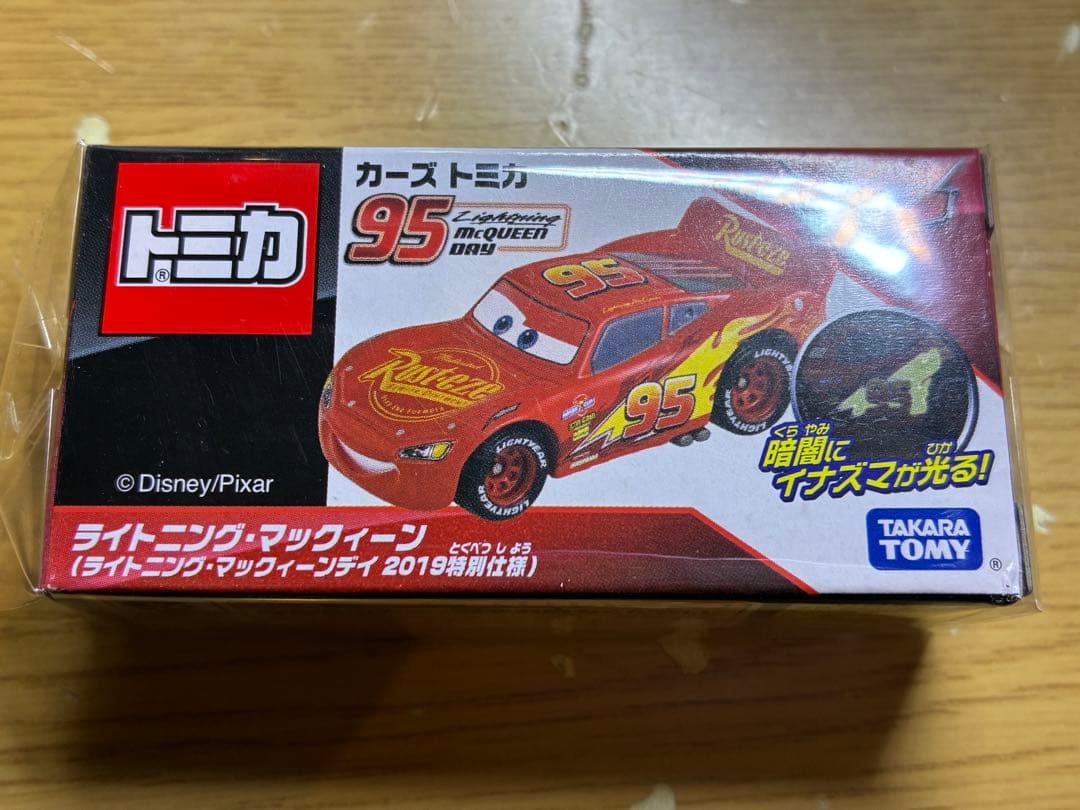 トミカ
®
カーズ トミカ
95 Lightning
McQUEEN
DAY
Rust-eze
95
Lightning McQueen
Rust-eze
95
LIGHTYEAR
LIGHTYEAR
LIGHTYEAR
くら やみ
暗闇に
ひか
イナズマが光る!
©Disney/Pixar
ライトニング・マックィーン
とくべつ し よう
(ライトニング・マックィーンデイ 2019特別仕様)
TAKARA
TOMY
®